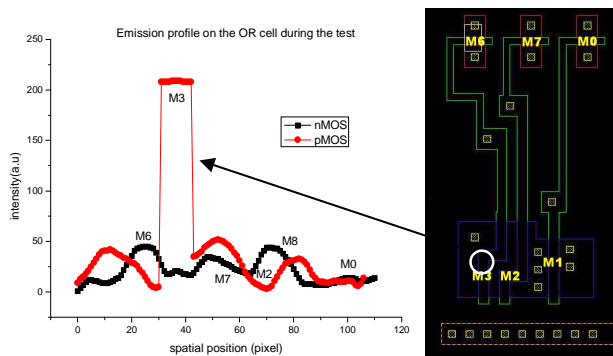 Emission profile on the OR cell during the test
250
200
150
100
50
0
intensity(a.u)
0 20 40 60 80 100 120
spatial position (pixel)
M3
nMOS
pMOS
M6
M8
M7
M2
M0
M6 M7 M0
M3 M2 M1